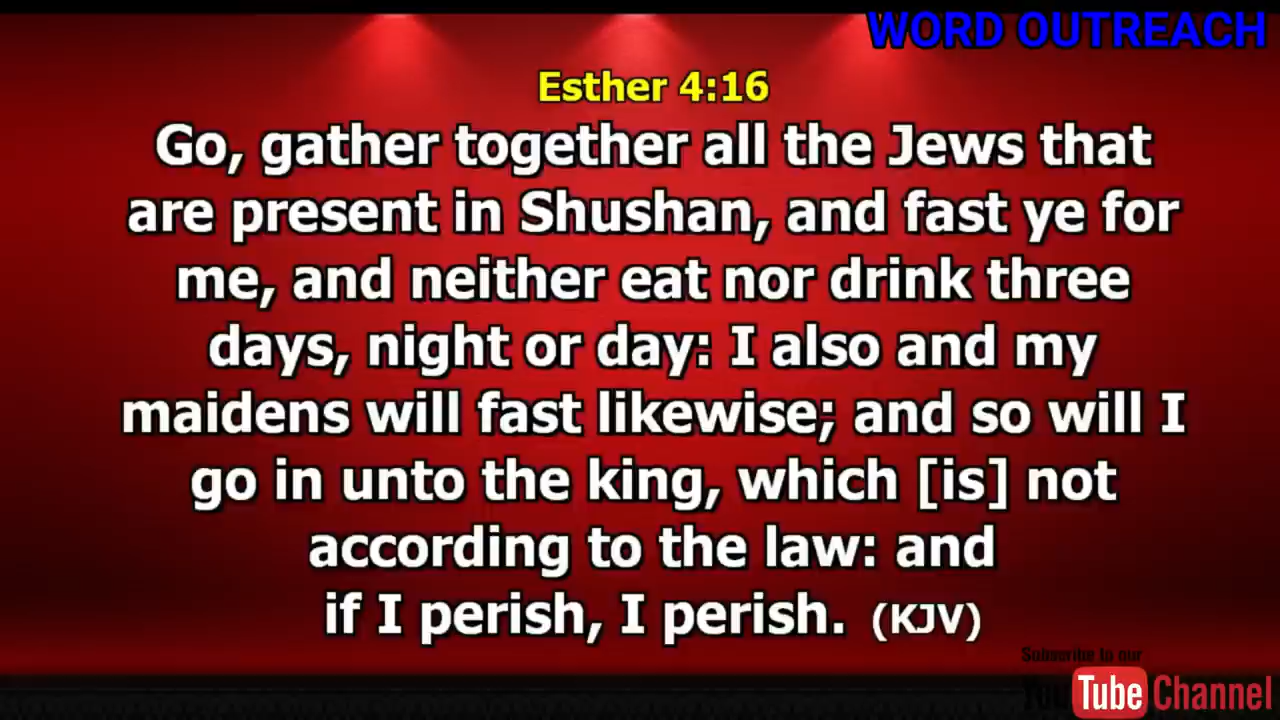 WORD OUTREACH
Esther 4:16
Go, gather together all the Jews that
are present in Shushan, and fast ye for
me, and neither eat nor drink three
days, night or day: I also and my
maidens will fast likewise; and so will I
go in unto the king, which [is] not
according to the law: and
if I perish, I perish. (KJV)
Subscribe to our
YouTube Channel